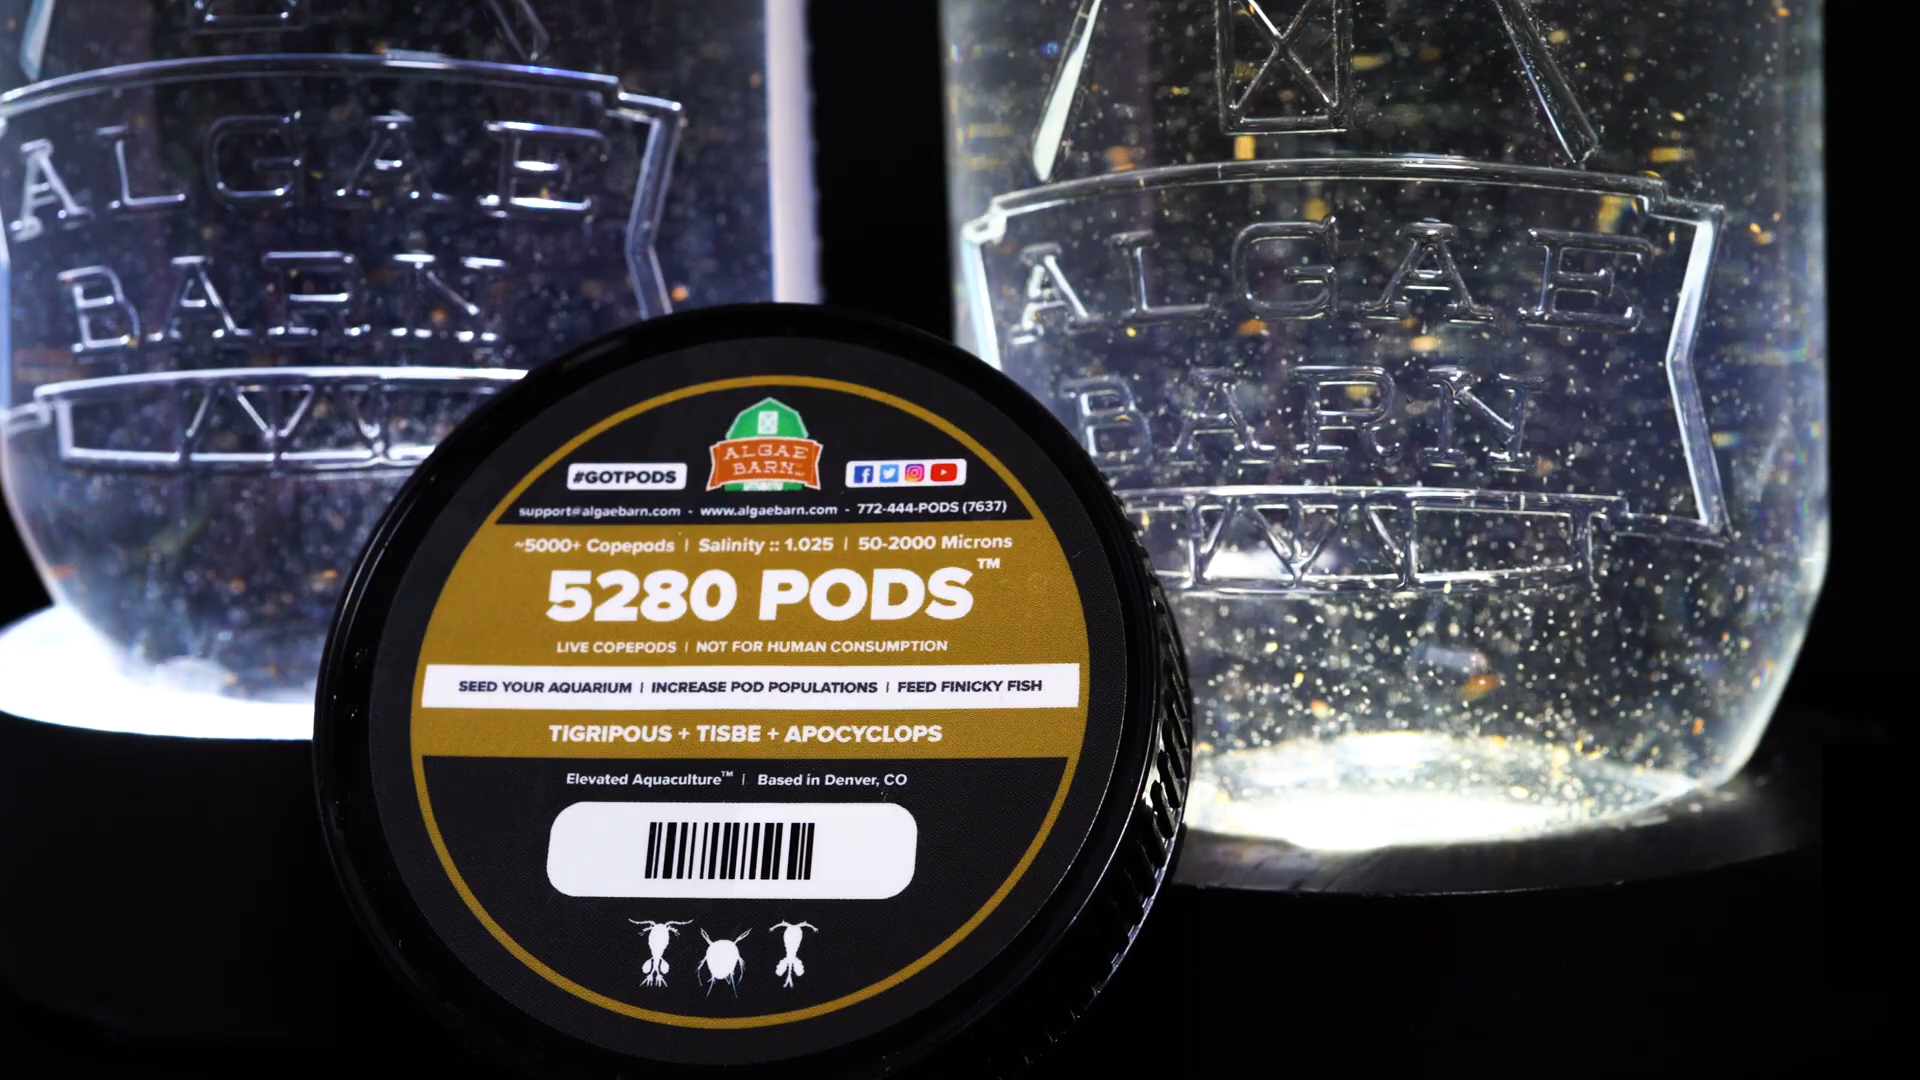 ALGAE
BARN
ALGAE
BARN
ALGAE
BARN
#GOTPODS
support@algaebarn.com - www.algaebarn.com - 772-444-PODS (7637)
~5000+ Copepods | Salinity :: 1.025 | 50-2000 Microns
5280 PODS™
LIVE COPEPODS | NOT FOR HUMAN CONSUMPTION
SEED YOUR AQUARIUM | INCREASE POD POPULATIONS | FEED FINICKY FISH
TIGRIPOUS + TISBE + APOCYCLOPS
Elevated Aquaculture™ | Based in Denver, CO